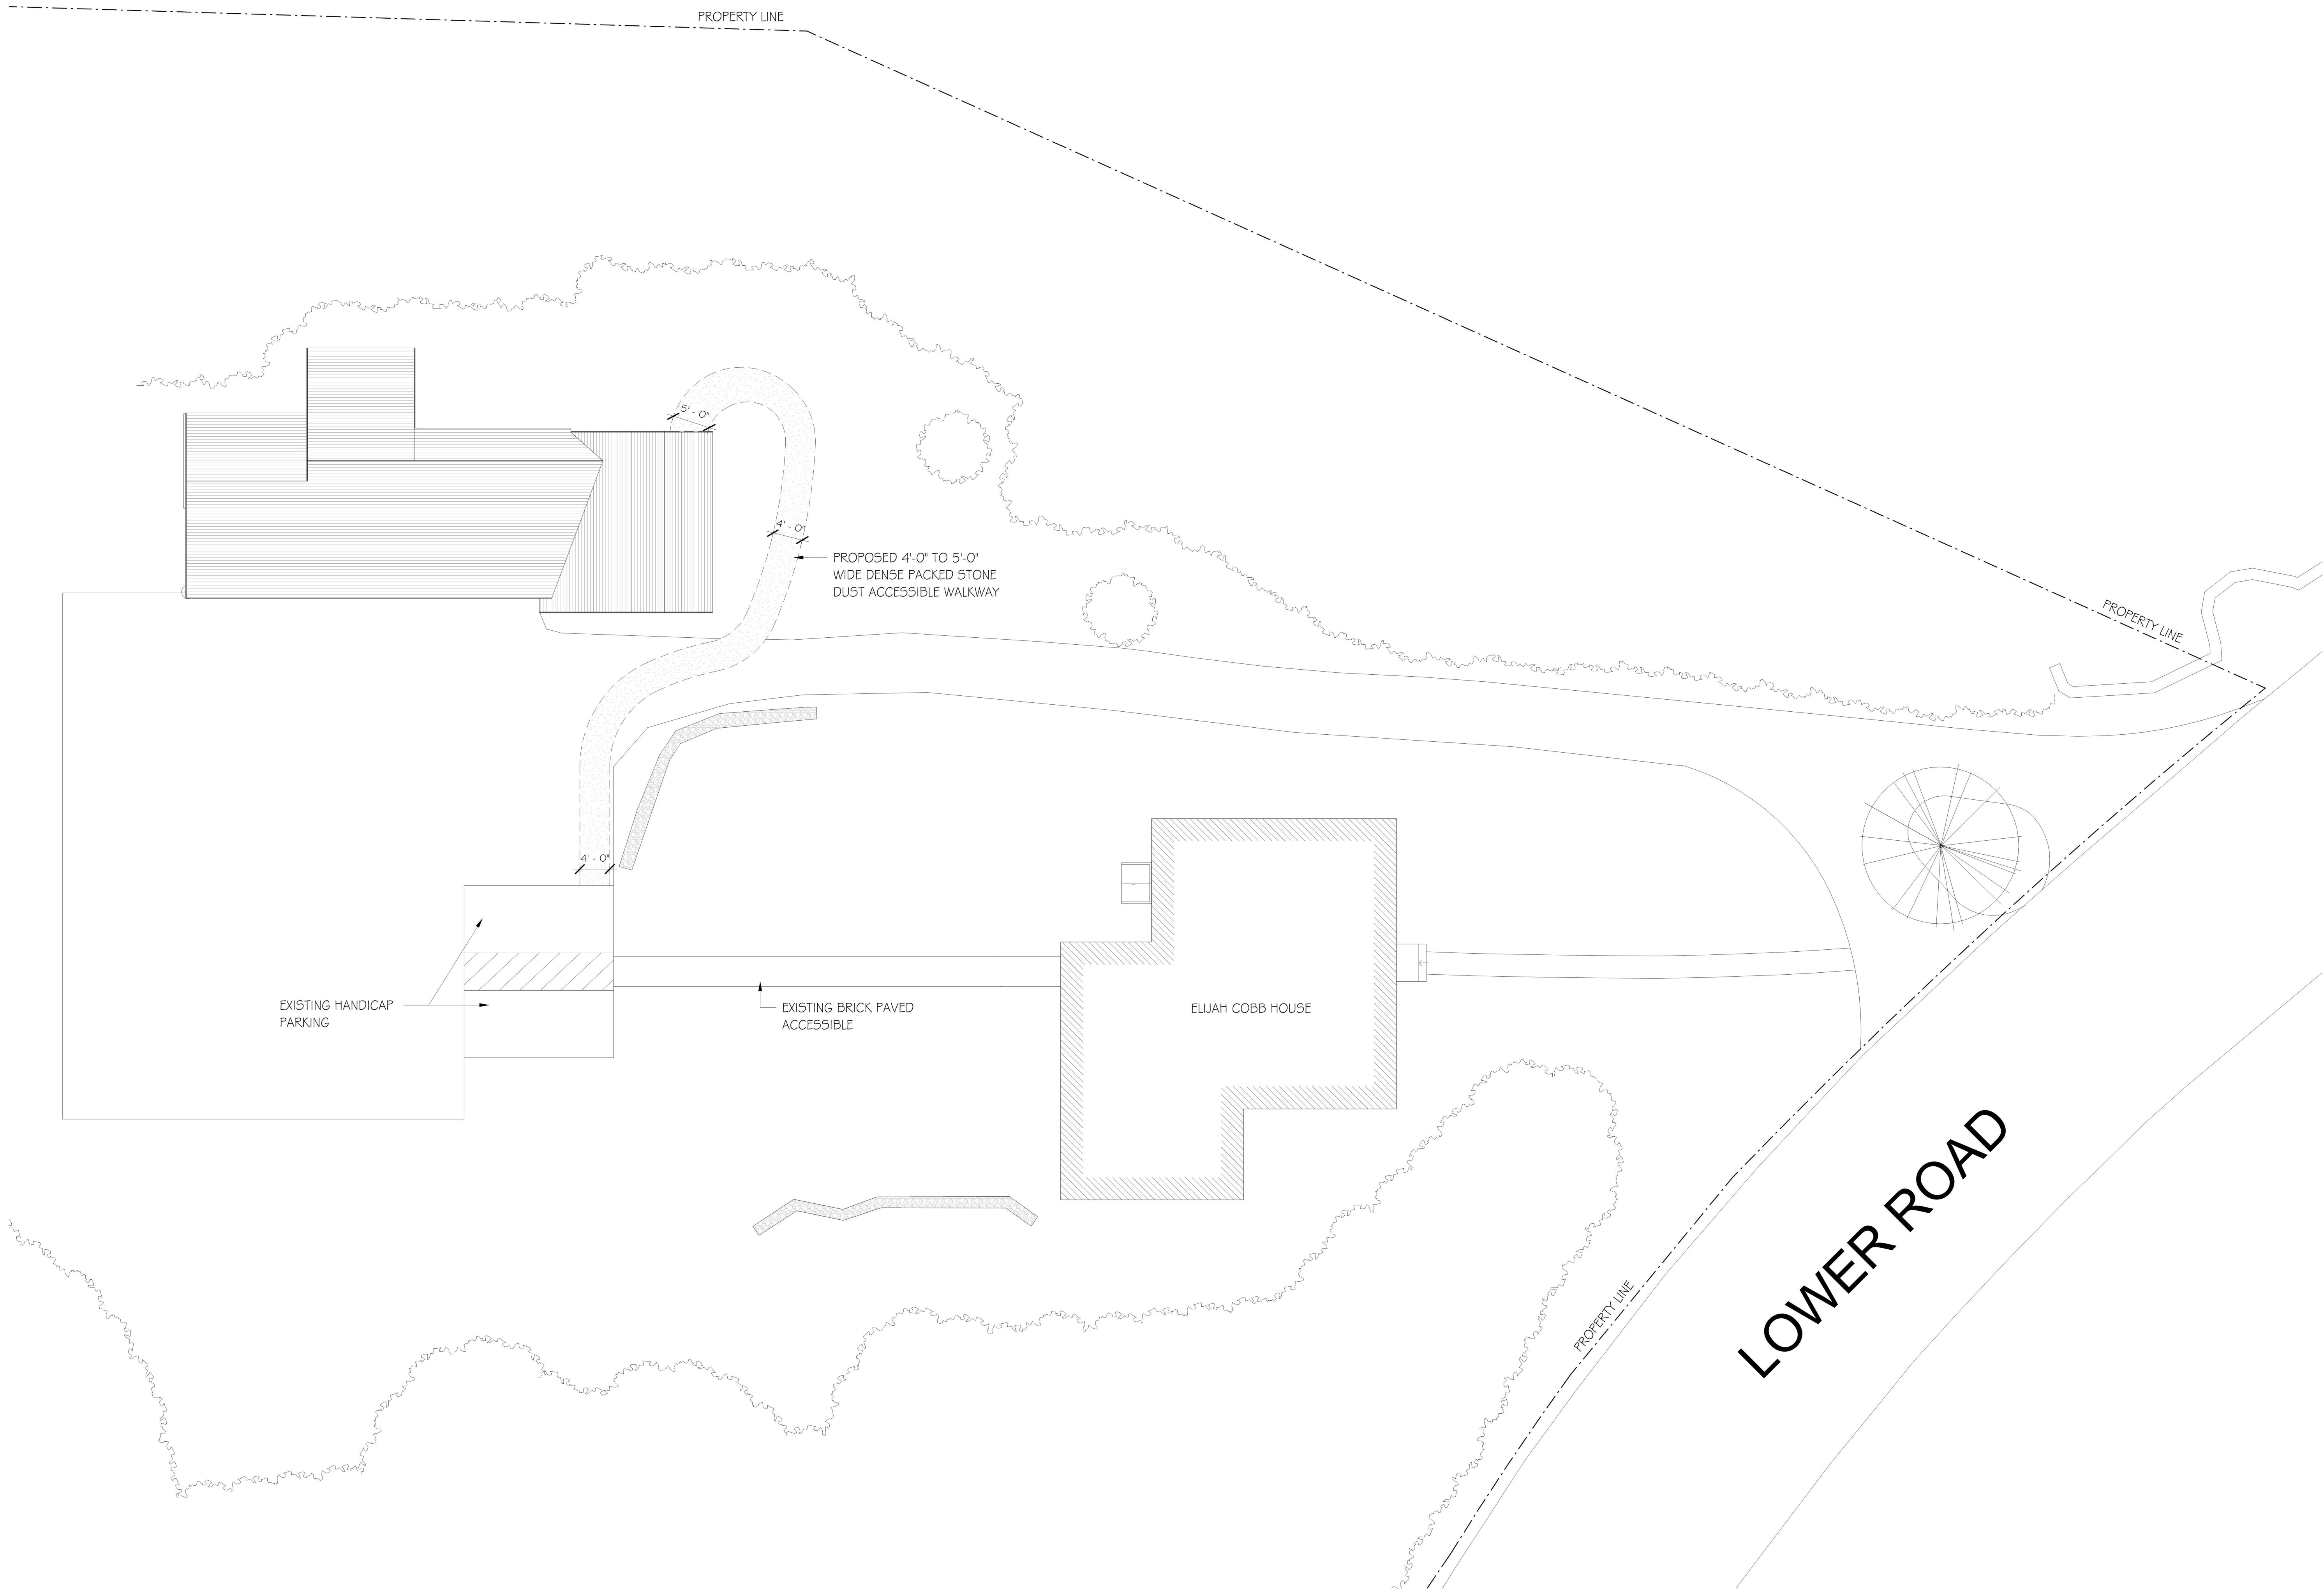 PROPERTY LINE
5' - 0"
4' - 0"
PROPOSED 4'-0" TO 5'-0"
WIDE DENSE PACKED STONE
DUST ACCESSIBLE WALKWAY
PROPERTY LINE
4' - 0"
EXISTING HANDICAP
PARKING
EXISTING BRICK PAVED
ACCESSIBLE
ELIJAH COBB HOUSE
LOWER ROAD
PROPERTY LINE